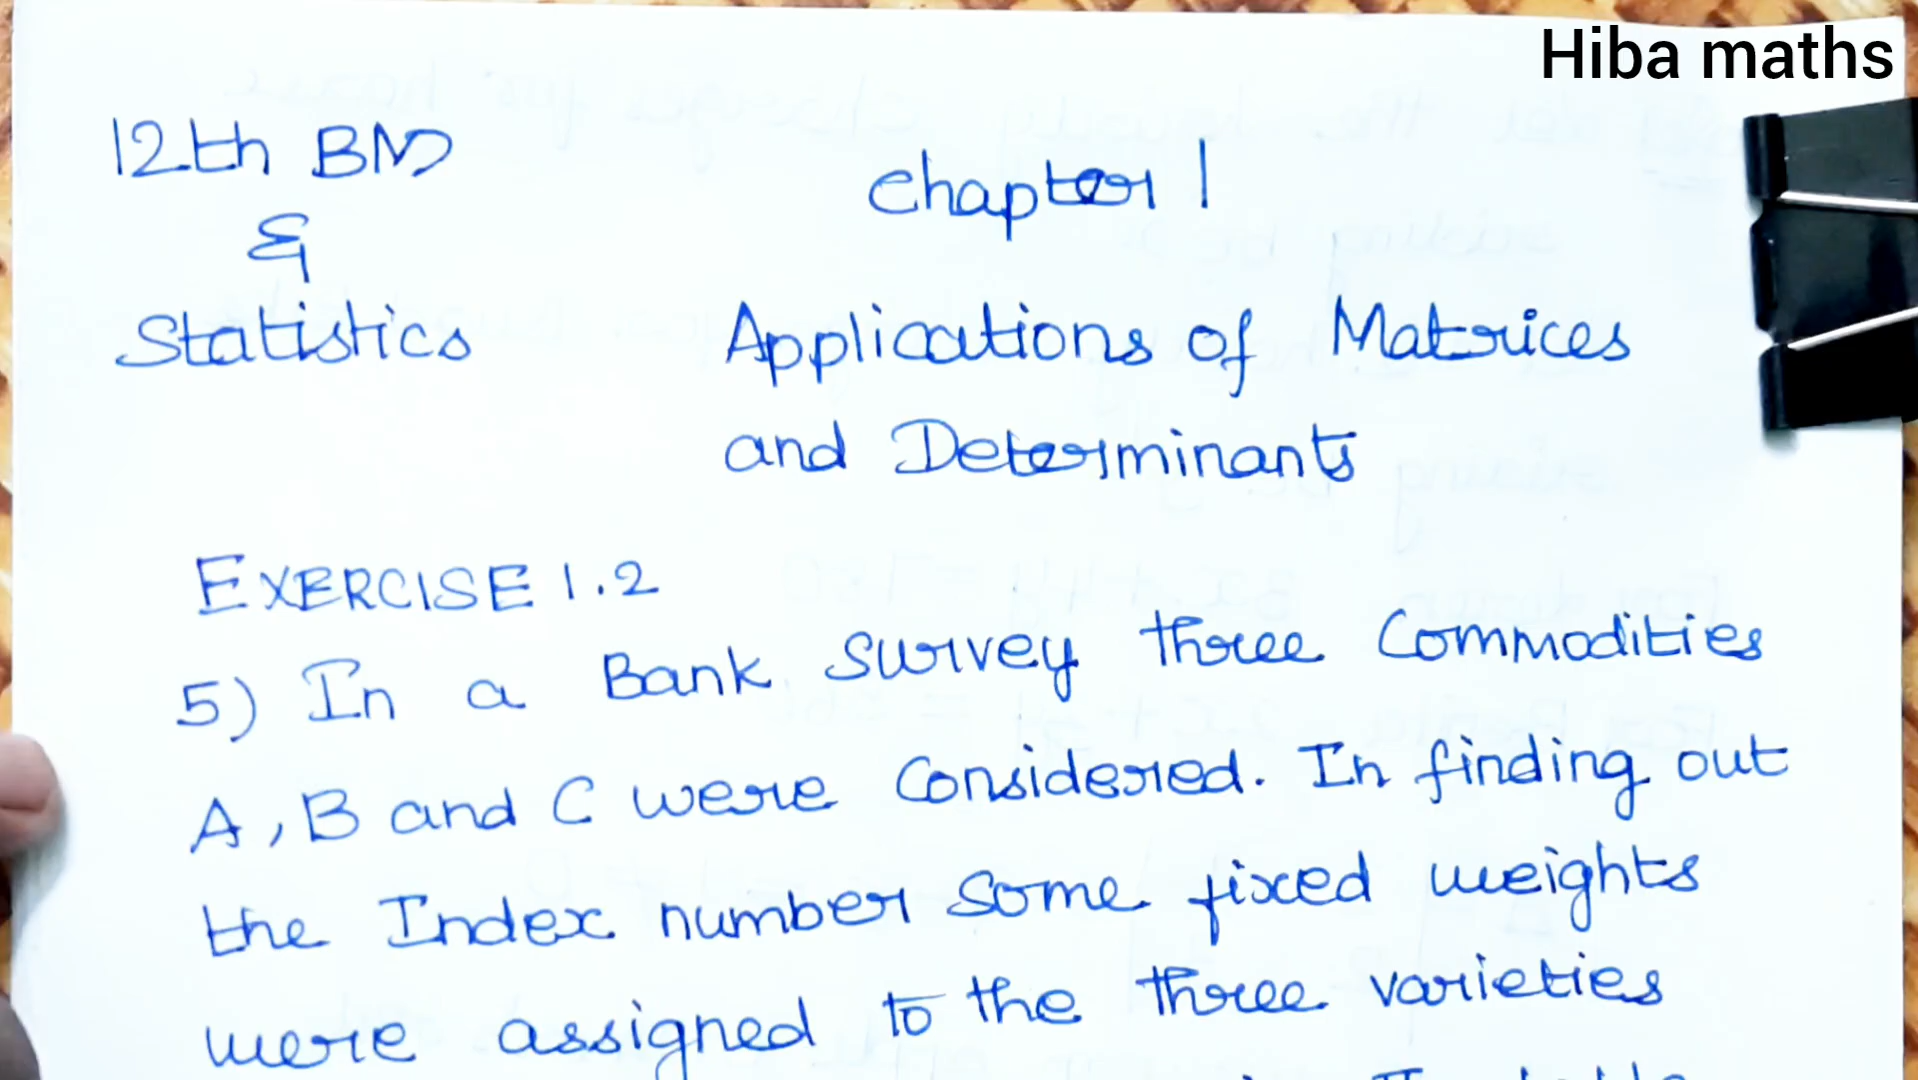 Hiba maths
12th BM
&
Statistics
Chapter 1
Applications of Matrices
and Determinants
EXERCISE 1.2
5) In a Bank survey three Commodities
A, B and C were Considered. In finding out
the Index number Some fixed weights
were assigned to the three varieties